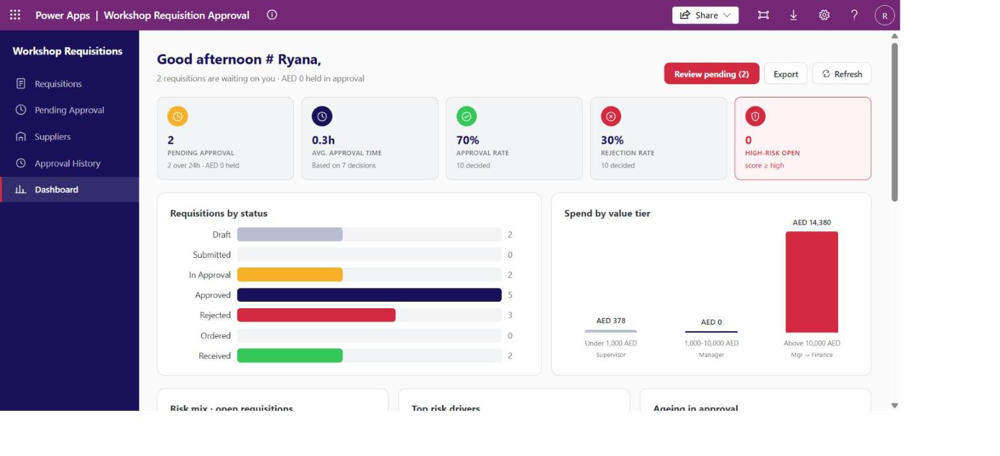 Power Apps | Workshop Requisition Approval
Share
R
Workshop Requisitions
Requisitions
Pending Approval
Suppliers
Approval History
Dashboard
Good afternoon # Ryana,
2 requisitions are waiting on you · AED 0 held in approval
Review pending (2)
Export
Refresh
2
PENDING APPROVAL
2 over 24h · AED 0 held
0.3h
AVG. APPROVAL TIME
Based on 7 decisions
70%
APPROVAL RATE
10 decided
30%
REJECTION RATE
10 decided
0
HIGH-RISK OPEN
score ≥ high
Requisitions by status
Draft 2
Submitted 0
In Approval 2
Approved 5
Rejected 3
Ordered 0
Received 2
Spend by value tier
AED 378
AED 0
AED 14,380
Under 1,000 AED
Supervisor
1,000-10,000 AED
Manager
Above 10,000 AED
Mgr → Finance
Risk mix · open requisitions
Top risk drivers
Ageing in approval